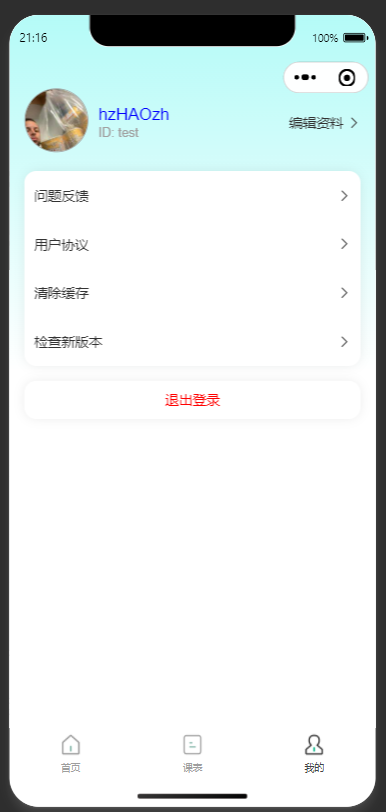 21:16
100%
hzHAOzh
ID: test
编辑资料
问题反馈
用户协议
清除缓存
检查新版本
退出登录
首页
课表
我的